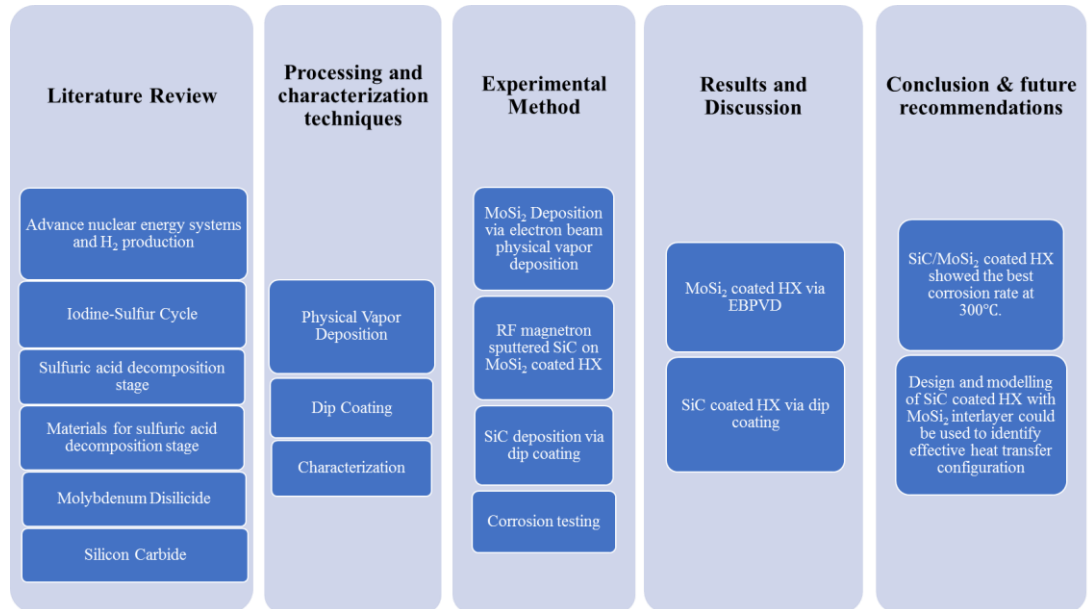 Literature Review
Advance nuclear energy systems
and H₂ production
Iodine-Sulfur Cycle
Sulfuric acid decomposition
stage
Materials for sulfuric acid
decomposition stage
Molybdenum Disilicide
Silicon Carbide
Processing and
characterization
techniques
Physical Vapor
Deposition
Dip Coating
Characterization
Experimental
Method
MoSi₂ Deposition
via electron beam
physical vapor
deposition
RF magnetron
sputtered SiC on
MoSi₂ coated HX
SiC deposition via
dip coating
Corrosion testing
Results and
Discussion
MoSi₂ coated HX via
EBPVD
SiC coated HX via dip
coating
Conclusion & future
recommendations
SiC/MoSi₂ coated HX
showed the best
corrosion rate at
300℃.
Design and modelling
of SiC coated HX with
MoSi₂ interlayer could
be used to identify
effective heat transfer
configuration